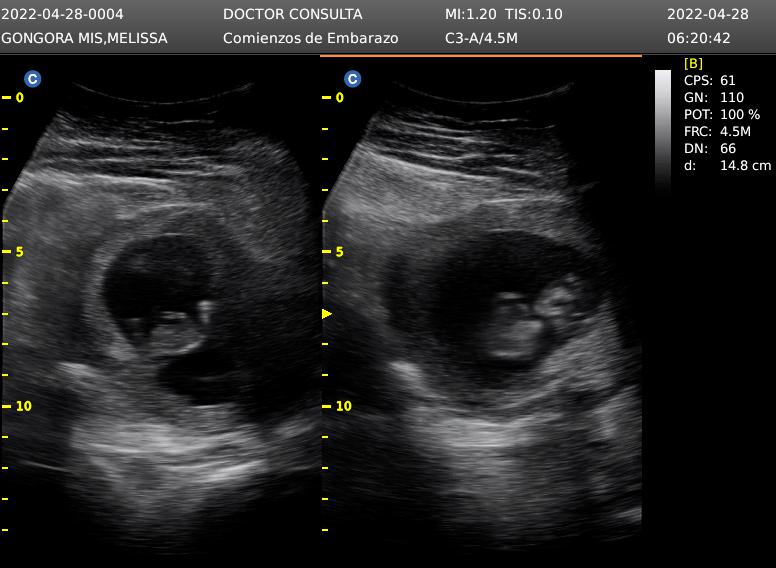 2022-04-28-0004 DOCTOR CONSULTA MI:1.20 TIS:0.10 2022-04-28
GONGORA MIS,MELISSA Comienzos de Embarazo C3-A/4.5M 06:20:42
[B]
CPS: 61
GN: 110
POT: 100 %
FRC: 4.5M
DN: 66
d: 14.8 cm
C C
0 0
5 5
10 10